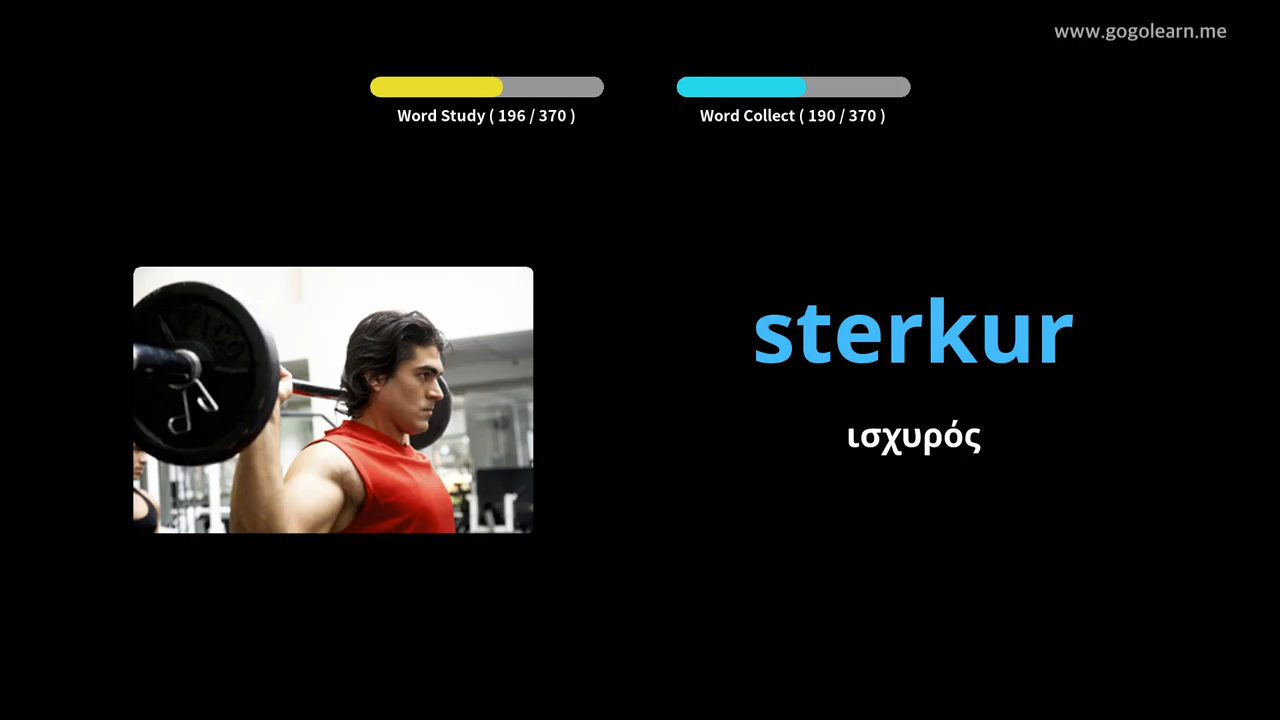 www.gogolearn.me
Word Study ( 196 / 370 )
Word Collect ( 190 / 370 )
sterkur
ισχυρός